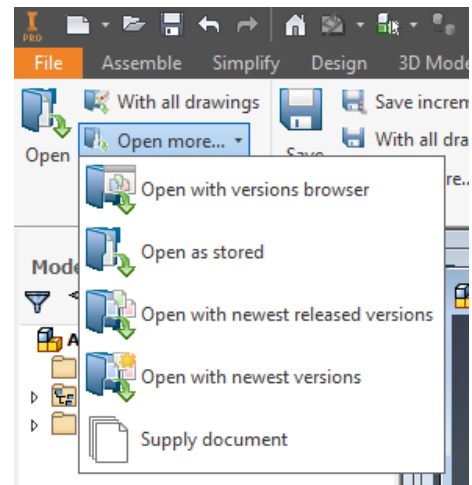 I
PRO
File Assemble Simplify Design 3D Mode
With all drawings
Save increm
Open
Open more...
Save
With all dra
re..
Open with versions browser
Open as stored
Mode
Open with newest released versions
A
Open with newest versions
Supply document